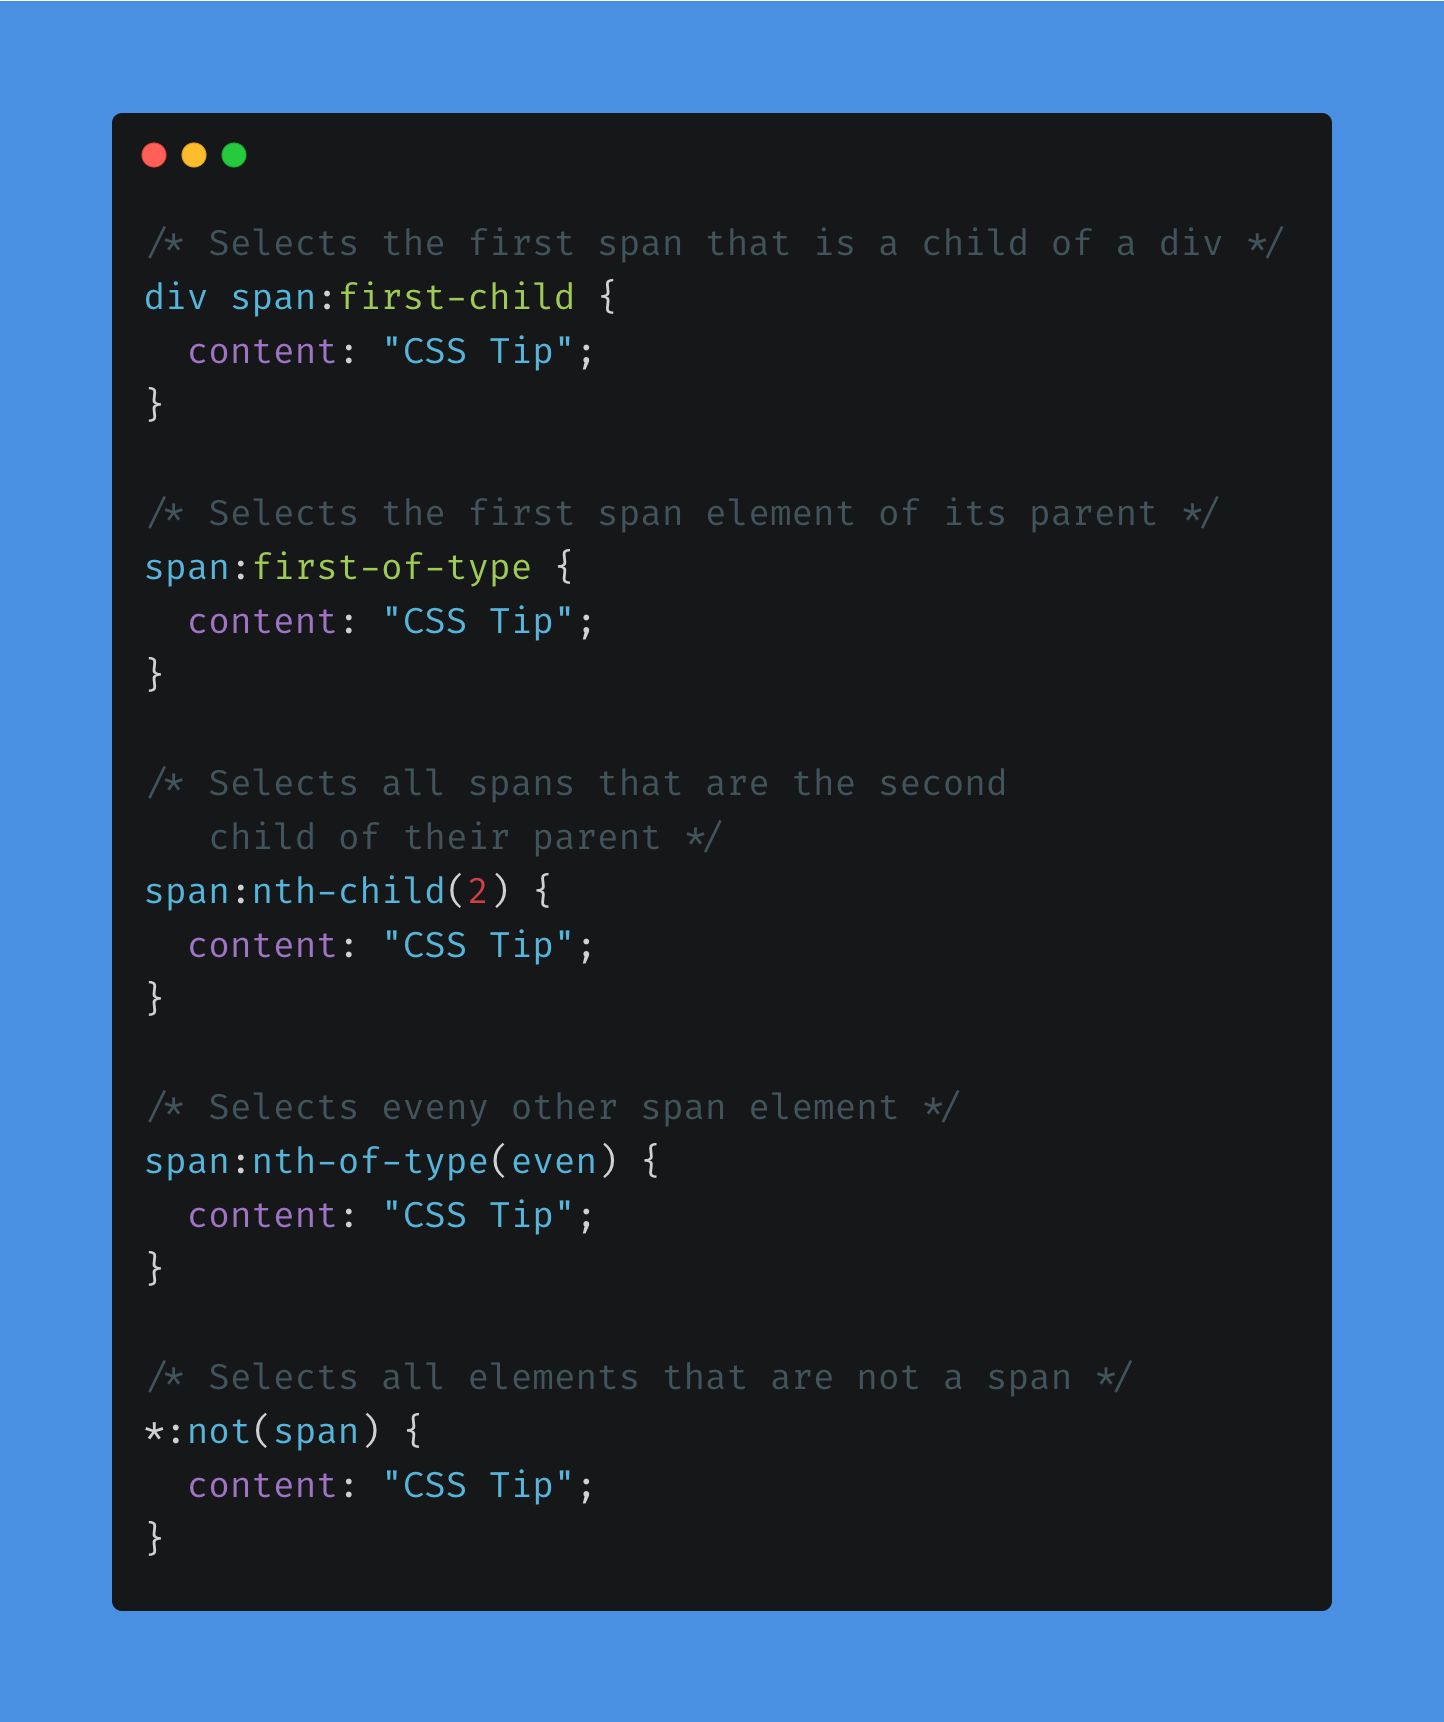 /* Selects the first span that is a child of a div */
div span:first-child {
  content: "CSS Tip";
}

/* Selects the first span element of its parent */
span:first-of-type {
  content: "CSS Tip";
}

/* Selects all spans that are the second
   child of their parent */
span:nth-child(2) {
  content: "CSS Tip";
}

/* Selects eveny other span element */
span:nth-of-type(even) {
  content: "CSS Tip";
}

/* Selects all elements that are not a span */
*:not(span) {
  content: "CSS Tip";
}